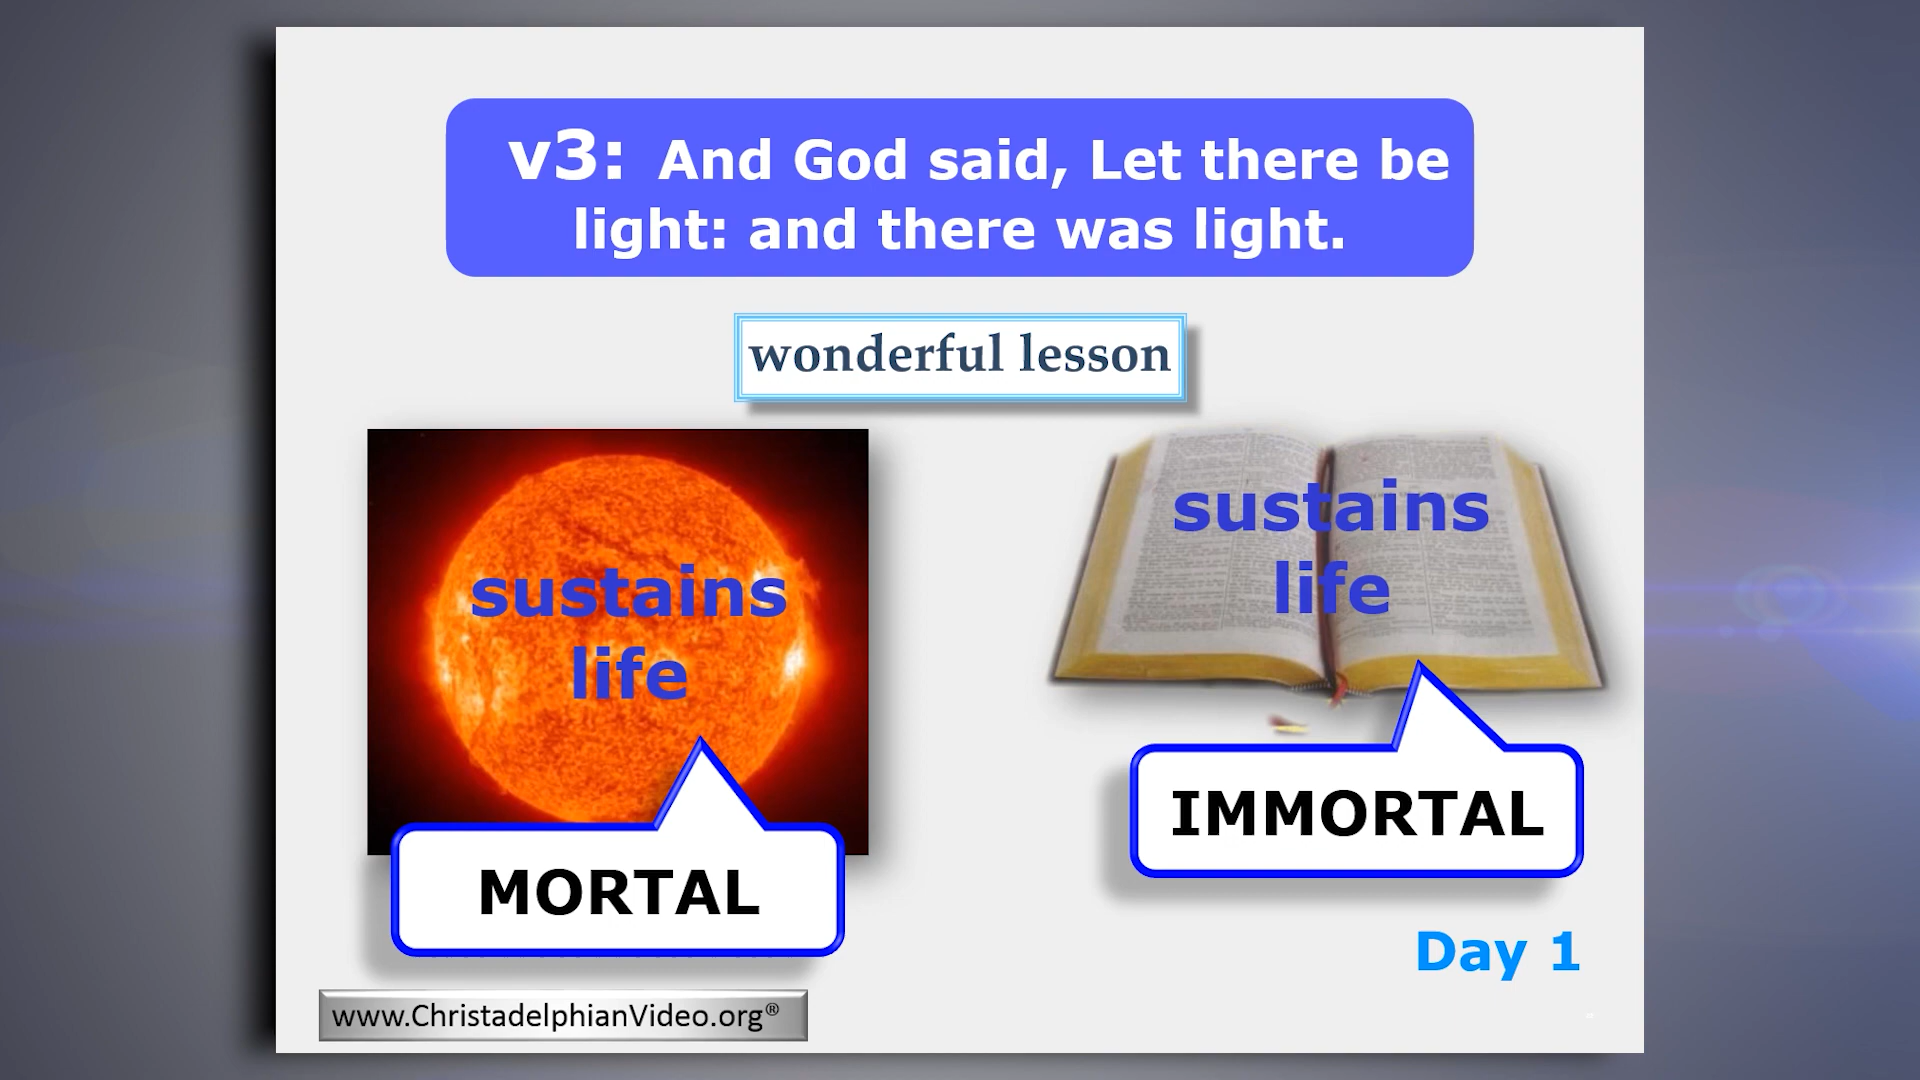 v3: And God said, Let there be
light: and there was light.
wonderful lesson
sustains
life
sustains
life
MORTAL
IMMORTAL
Day 1
www.ChristadelphianVideo.org®